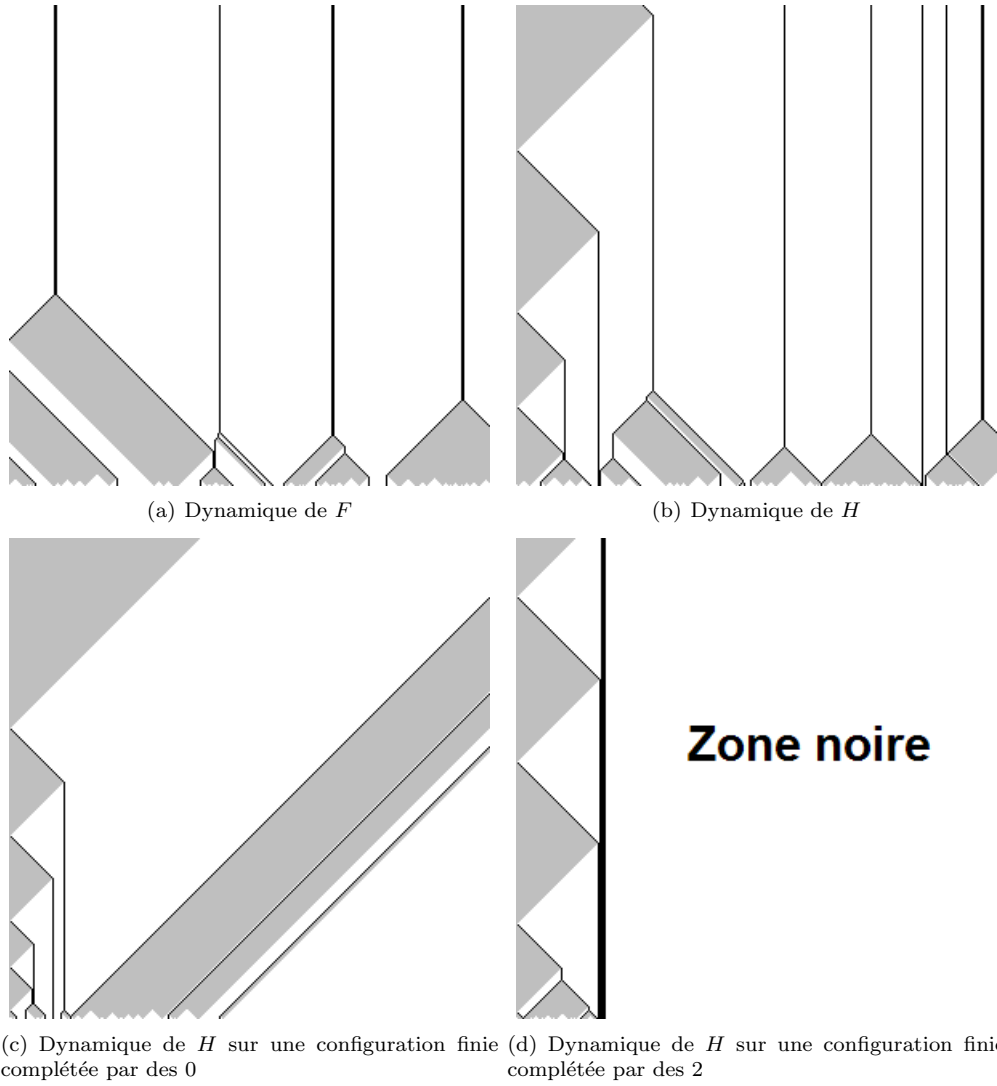 (a) Dynamique de F
(b) Dynamique de H
Zone noire
(c) Dynamique de H sur une configuration finie
complétée par des 0
(d) Dynamique de H sur une configuration finie
complétée par des 2